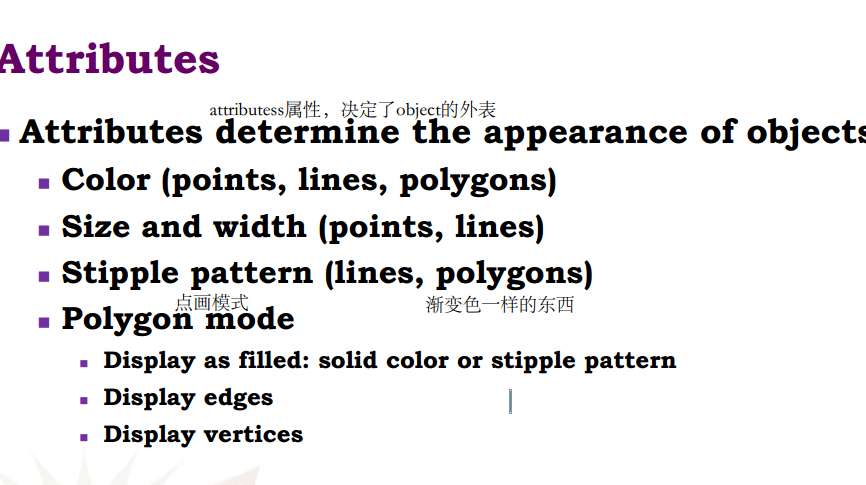 Attributes
attributess属性，决定了object的外表
Attributes determine the appearance of objects
Color (points, lines, polygons)
Size and width (points, lines)
Stipple pattern (lines, polygons)
点画模式
渐变色一样的东西
Polygon mode
Display as filled: solid color or stipple pattern
Display edges
Display vertices